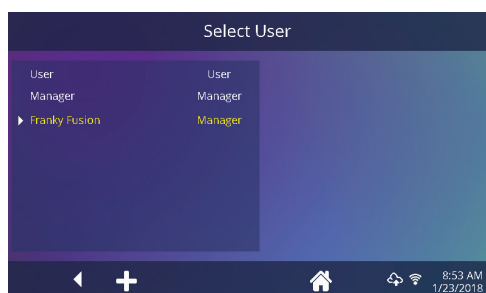 Select User
User User
Manager Manager
Franky Fusion Manager
8:53 AM
1/23/2018